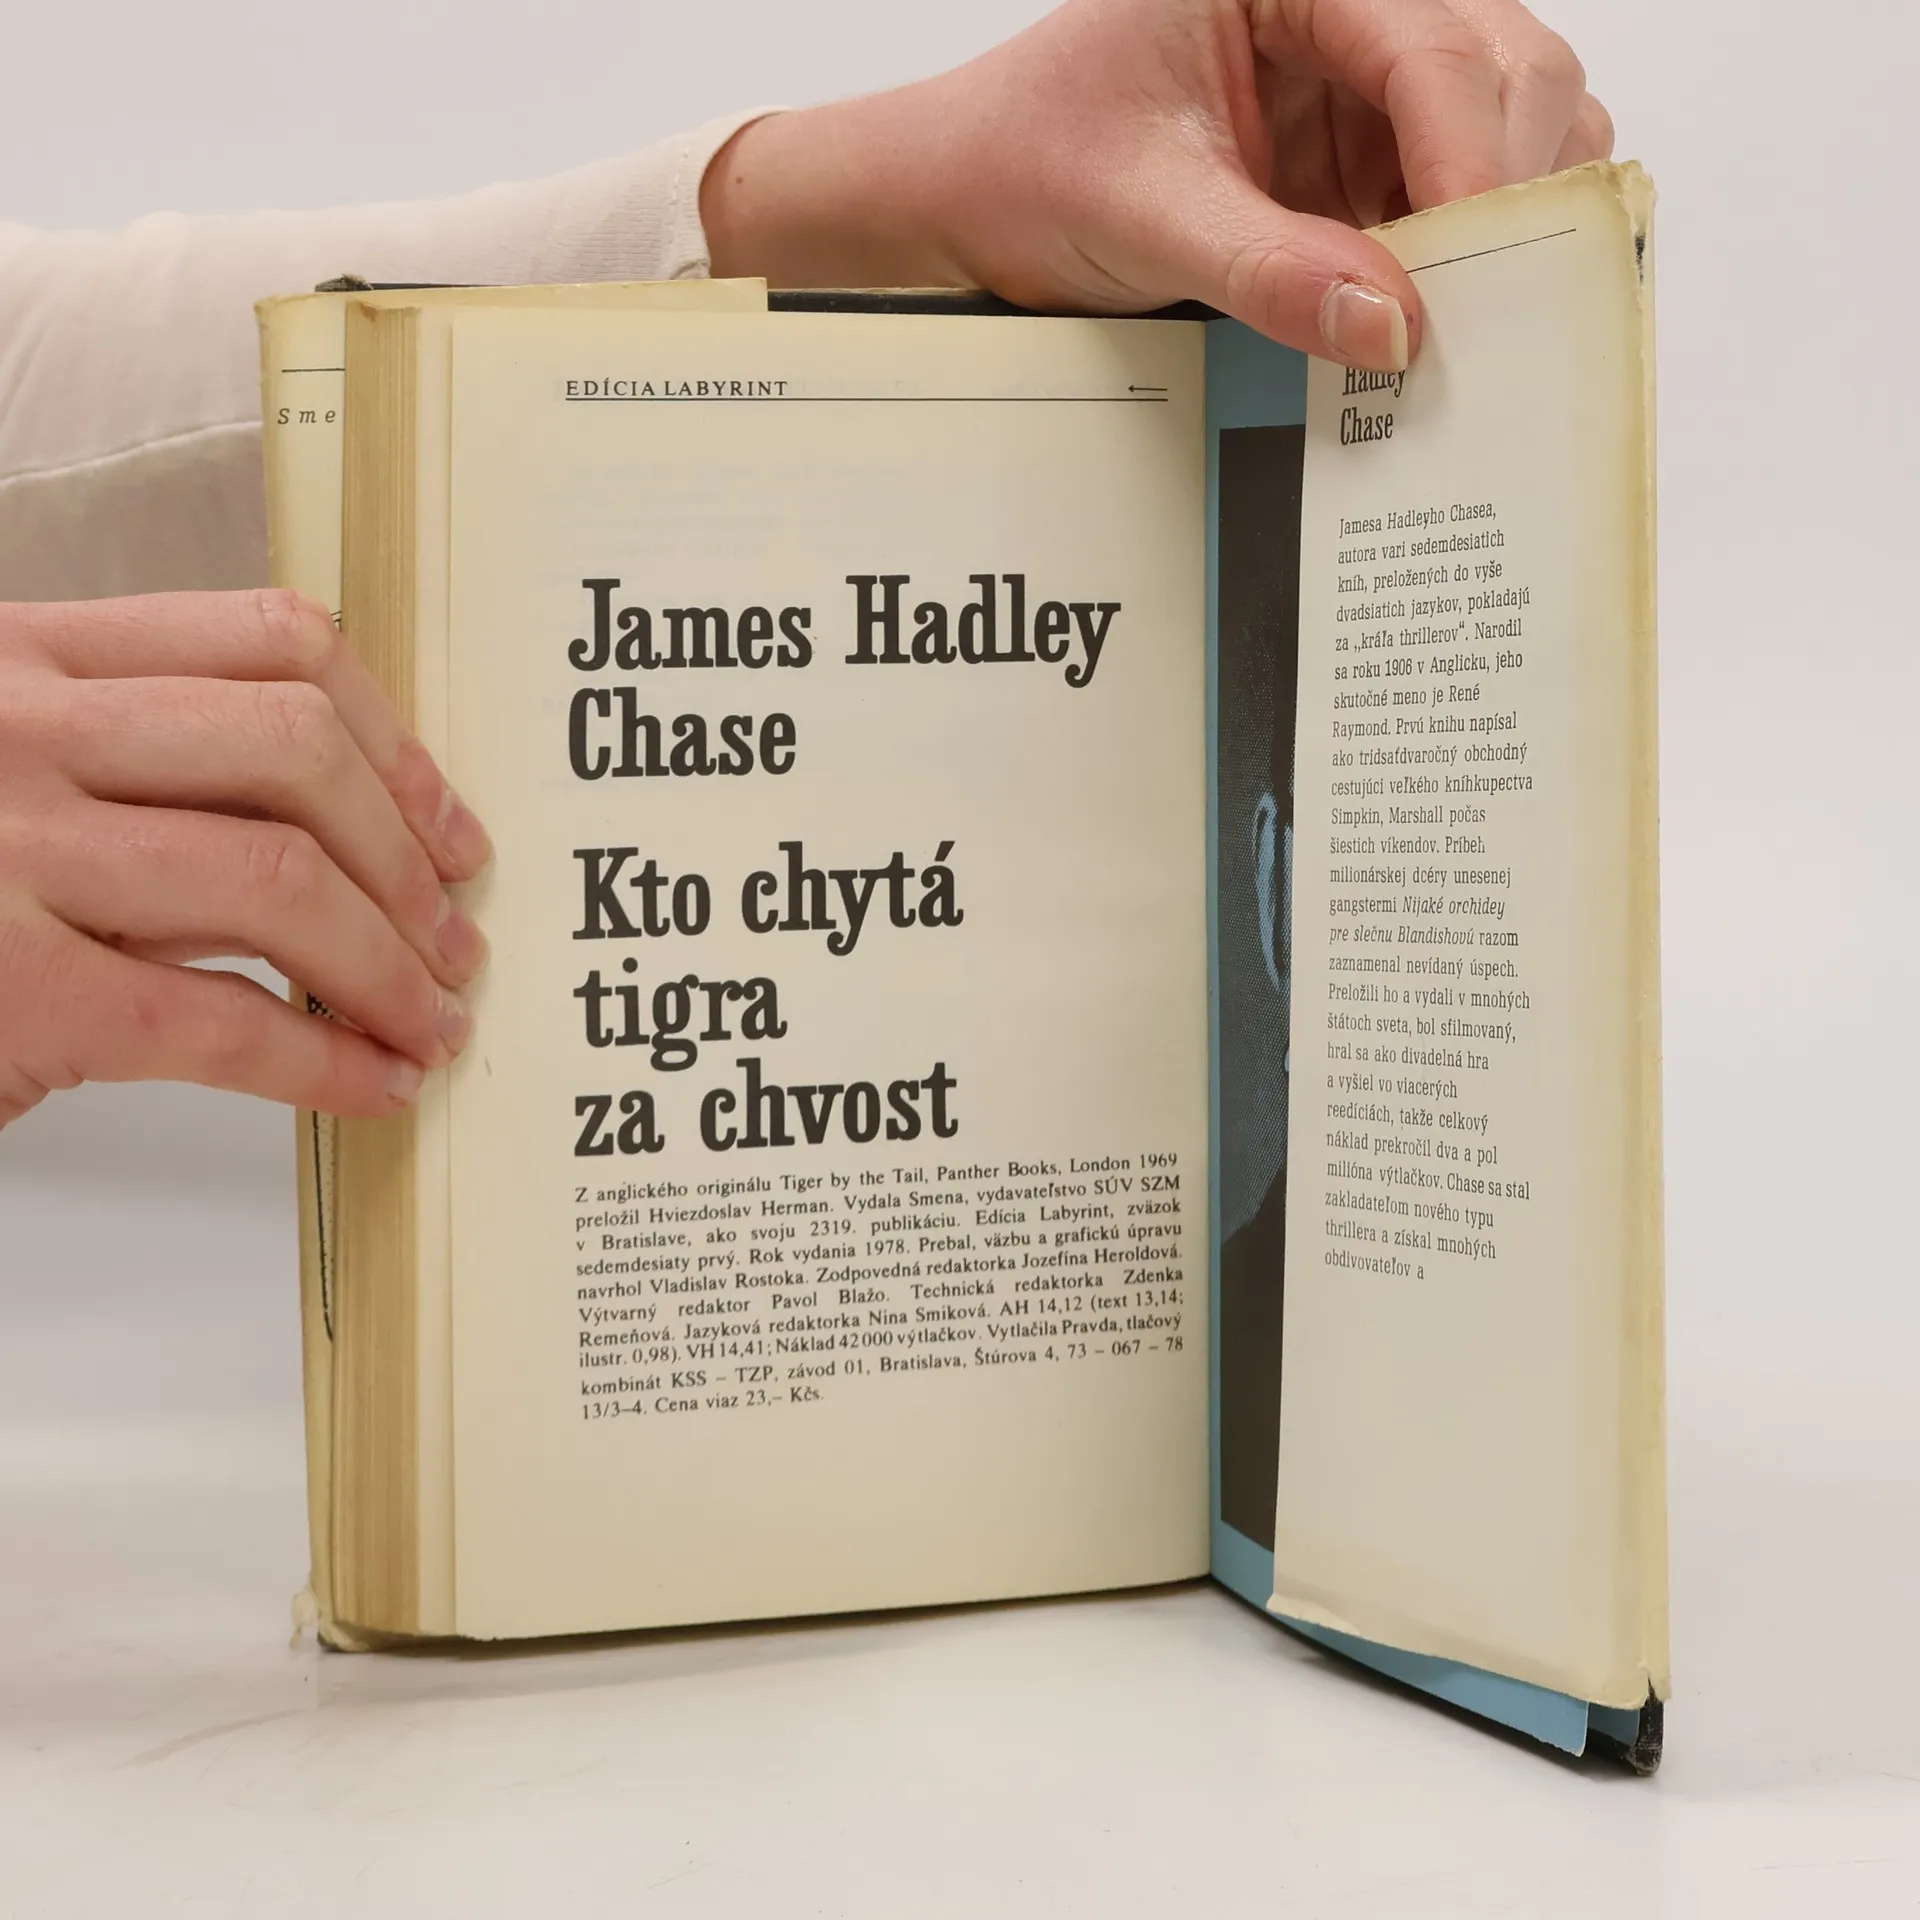 Sme
EDÍCIA LABYRINT
James Hadley
Chase
Kto chytá
tigra
za chvost
Z anglického originálu Tiger by the Tail, Panther Books, London 1969
preložil Hviezdoslav Herman. Vydala Smena, vydavateľstvo SÚV SZM
v Bratislave, ako svoju 2319. publikáciu. Edícia Labyrint, zväzok
sedemdesiaty prvý. Rok vydania 1978. Prebal, väzbu a grafickú úpravu
navrhol Vladislav Rostoka. Zodpovedná redaktorka Jozefína Heroldová.
Výtvarný redaktor Pavol Blažo. Technická redaktorka Zdenka
Remeňová. Jazyková redaktorka Nina Smiková. AH 14,12 (text 13,14;
ilustr. 0,98). VH 14,41; Náklad 42 000 výtlačkov. Vytlačila Pravda, tlačový
kombinát KSS – TZP, závod 01, Bratislava, Štúrova 4, 73 – 067 – 78
13/3–4. Cena viaz 23,– Kčs.
Hadley
Chase
Jamesa Hadleyho Chasea,
autora vari sedemdesiatich
kníh, preložených do vyše
dvadsiatich jazykov, pokladajú
za „kráľa thrillerov“. Narodil
sa roku 1906 v Anglicku, jeho
skutočné meno je René
Raymond. Prvú knihu napísal
ako tridsaťdvaročný obchodný
cestujúci veľkého kníhkupectva
Simpkin, Marshall počas
šiestich víkendov. Príbeh
milionárskej dcéry unesenej
gangstermi Nijaké orchidey
pre slečnu Blandishovú razom
zaznamenal nevídaný úspech.
Preložili ho a vydali v mnohých
štátoch sveta, bol sfilmovaný,
hral sa ako divadelná hra
a vyšiel vo viacerých
reedíciách, takže celkový
náklad prekročil dva a pol
milióna výtlačkov. Chase sa stal
zakladateľom nového typu
thrillera a získal mnohých
obdivovateľov a